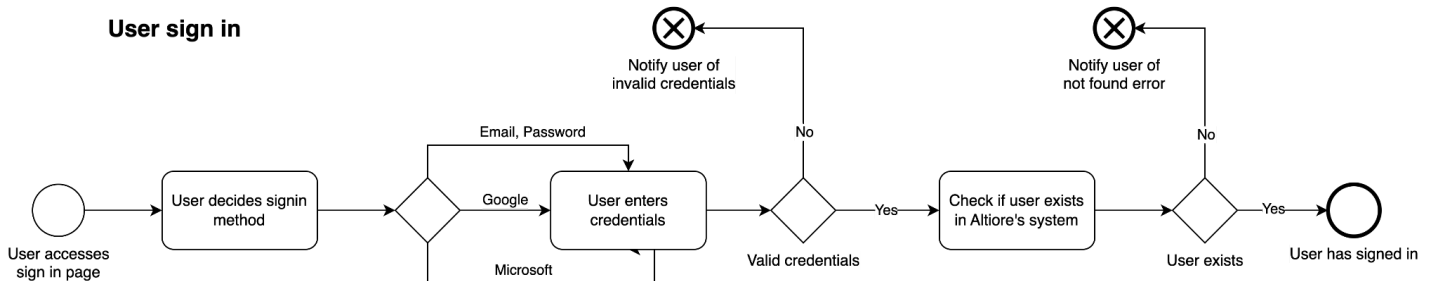 User sign in
Notify user of
invalid credentials
Notify user of
not found error
Email, Password
No
No
User decides signin
method
Google
User enters
credentials
Yes
Check if user exists
in Altiore's system
Yes
User accesses
sign in page
Microsoft
Valid credentials
User exists
User has signed in